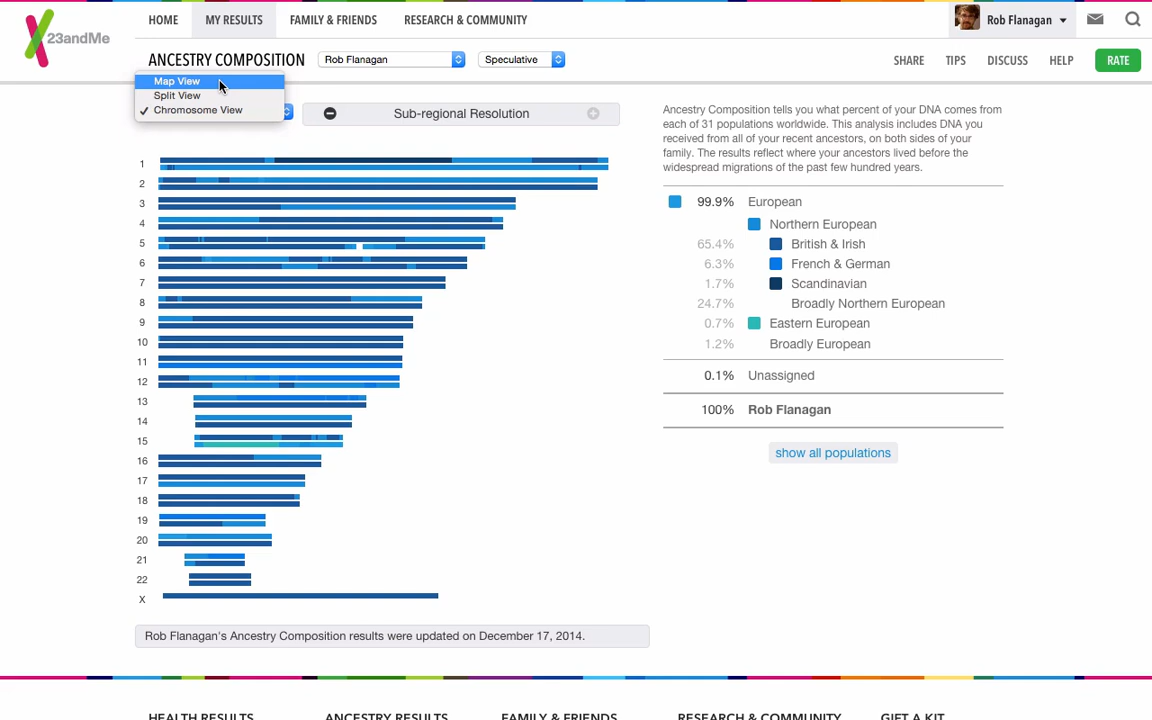 23andMe
HOME MY RESULTS FAMILY & FRIENDS RESEARCH & COMMUNITY Rob Flanagan
ANCESTRY COMPOSITION Rob Flanagan Speculative SHARE TIPS DISCUSS HELP RATE
Map View
Split View
✓ Chromosome View
Sub-regional Resolution
1
2
3
4
5
6
7
8
9
10
11
12
13
14
15
16
17
18
19
20
21
22
X
Rob Flanagan's Ancestry Composition results were updated on December 17, 2014.
Ancestry Composition tells you what percent of your DNA comes from
each of 31 populations worldwide. This analysis includes DNA you
received from all of your recent ancestors, on both sides of your
family. The results reflect where your ancestors lived before the
widespread migrations of the past few hundred years.
99.9% European
Northern European
65.4% British & Irish
6.3% French & German
1.7% Scandinavian
24.7% Broadly Northern European
0.7% Eastern European
1.2% Broadly European
0.1% Unassigned
100% Rob Flanagan
show all populations
HEALTH RESULTS ANCESTRY RESULTS FAMILY & FRIENDS RESEARCH & COMMUNITY GIFT A KIT